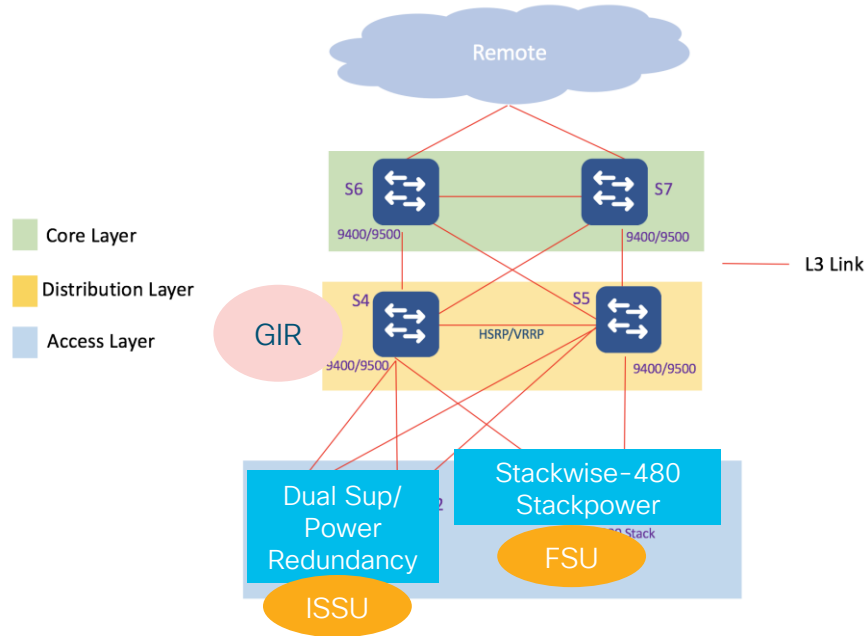 Remote
S6
S7
9400/9500
9400/9500
Core Layer
Distribution Layer
Access Layer
L3 Link
S4
S5
GIR
HSRP/VRRP
9400/9500
9400/9500
Dual Sup/
Power
Redundancy
2
Stackwise-480
Stackpower
Stack
FSU
ISSU